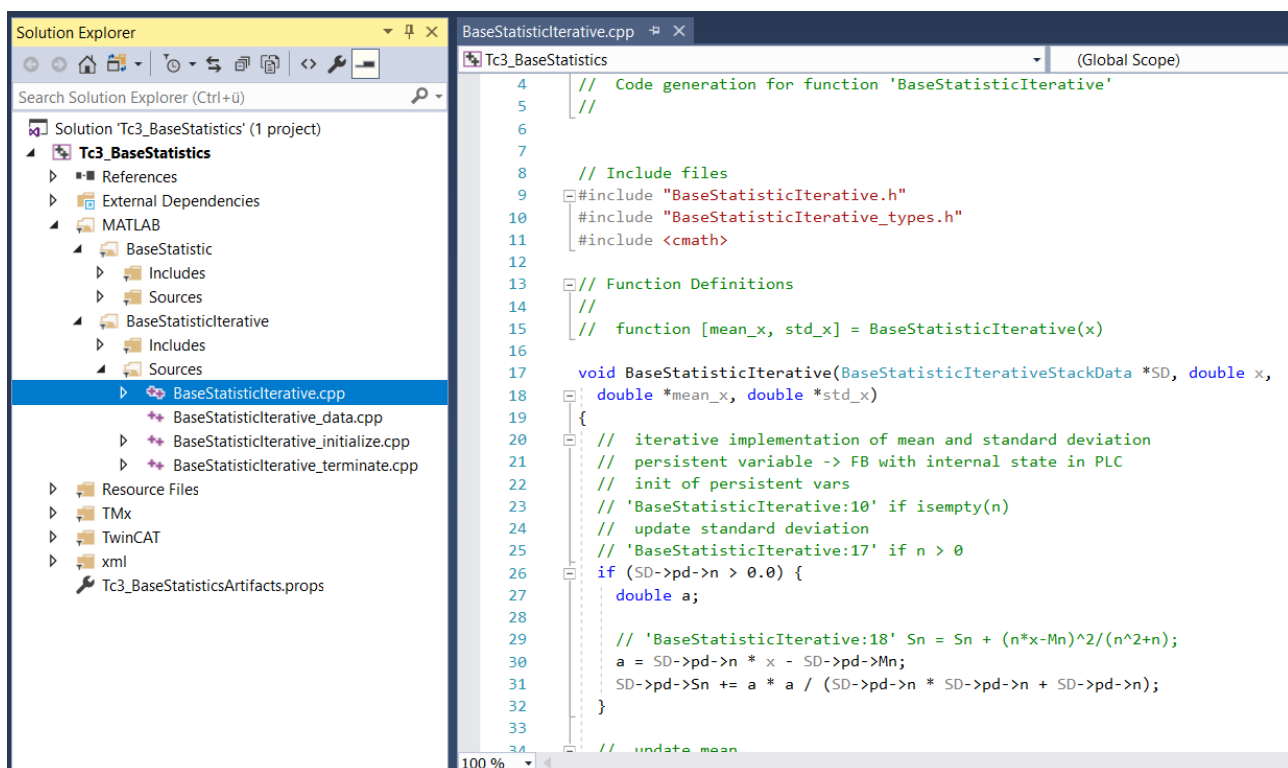 Solution Explorer
Search Solution Explorer (Ctrl+ü)
Solution 'Tc3_BaseStatistics' (1 project)
Tc3_BaseStatistics
References
External Dependencies
MATLAB
BaseStatistic
Includes
Sources
BaseStatisticIterative
Includes
Sources
BaseStatisticIterative.cpp
BaseStatisticIterative_data.cpp
BaseStatisticIterative_initialize.cpp
BaseStatisticIterative_terminate.cpp
Resource Files
TMx
TwinCAT
xml
Tc3_BaseStatisticsArtifacts.props
BaseStatisticIterative.cpp
Tc3_BaseStatistics (Global Scope)
4 // Code generation for function 'BaseStatisticIterative'
5 //
6
7
8 // Include files
9 #include "BaseStatisticIterative.h"
10 #include "BaseStatisticIterative_types.h"
11 #include <cmath>
12
13 // Function Definitions
14 //
15 // function [mean_x, std_x] = BaseStatisticIterative(x)
16
17 void BaseStatisticIterative(BaseStatisticIterativeStackData *SD, double x,
18 double *mean_x, double *std_x)
19 {
20 // iterative implementation of mean and standard deviation
21 // persistent variable -> FB with internal state in PLC
22 // init of persistent vars
23 // 'BaseStatisticIterative:10' if isempty(n)
24 // update standard deviation
25 // 'BaseStatisticIterative:17' if n > 0
26 if (SD->pd->n > 0.0) {
27 double a;
28
29 // 'BaseStatisticIterative:18' Sn = Sn + (n*x-Mn)^2/(n^2+n);
30 a = SD->pd->n * x - SD->pd->Mn;
31 SD->pd->Sn += a * a / (SD->pd->n * SD->pd->n + SD->pd->n);
32 }
33
34 // update mean
100 %